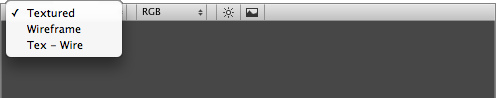 ✓ Textured
RGB
Wireframe
Tex – Wire